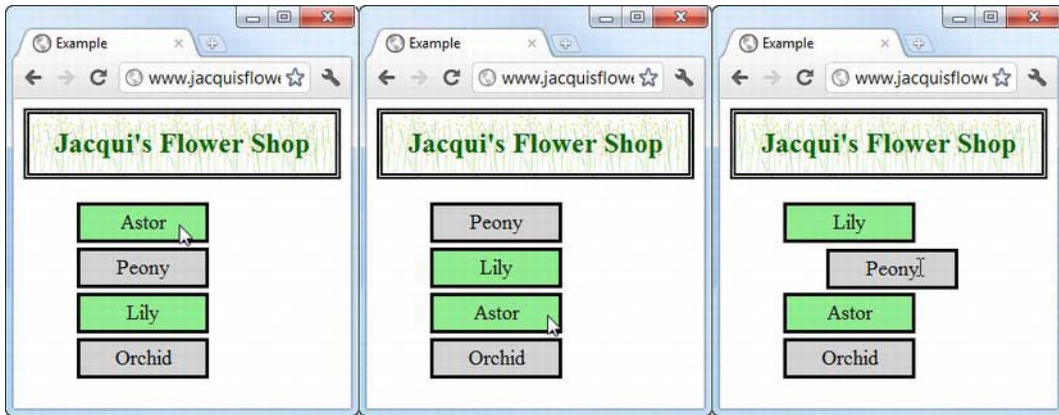 Example
www.jacquisflowe
Jacqui's Flower Shop
Astor
Peony
Lily
Orchid
Example
www.jacquisflowe
Jacqui's Flower Shop
Peony
Lily
Astor
Orchid
Example
www.jacquisflowe
Jacqui's Flower Shop
Lily
Peony
Astor
Orchid